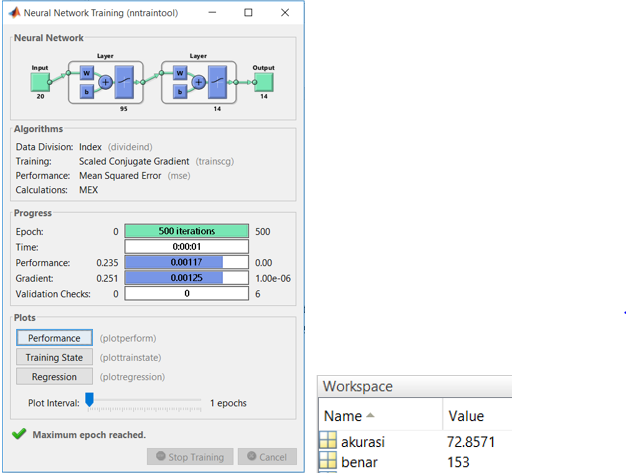 Neural Network Training (nntraintool)
Neural Network
Layer Layer
Input Output
W W
b b
20 14
95 14
Algorithms
Data Division: Index (divideind)
Training: Scaled Conjugate Gradient (trainscg)
Performance: Mean Squared Error (mse)
Calculations: MEX
Progress
Epoch: 0 500 iterations 500
Time: 0:00:01
Performance: 0.235 0.00117 0.00
Gradient: 0.251 0.00125 1.00e-06
Validation Checks: 0 0 6
Plots
Performance (plotperform)
Training State (plottrainstate)
Regression (plotregression)
Plot Interval: 1 epochs
Maximum epoch reached.
Stop Training Cancel
Workspace
Name Value
akurasi 72.8571
benar 153